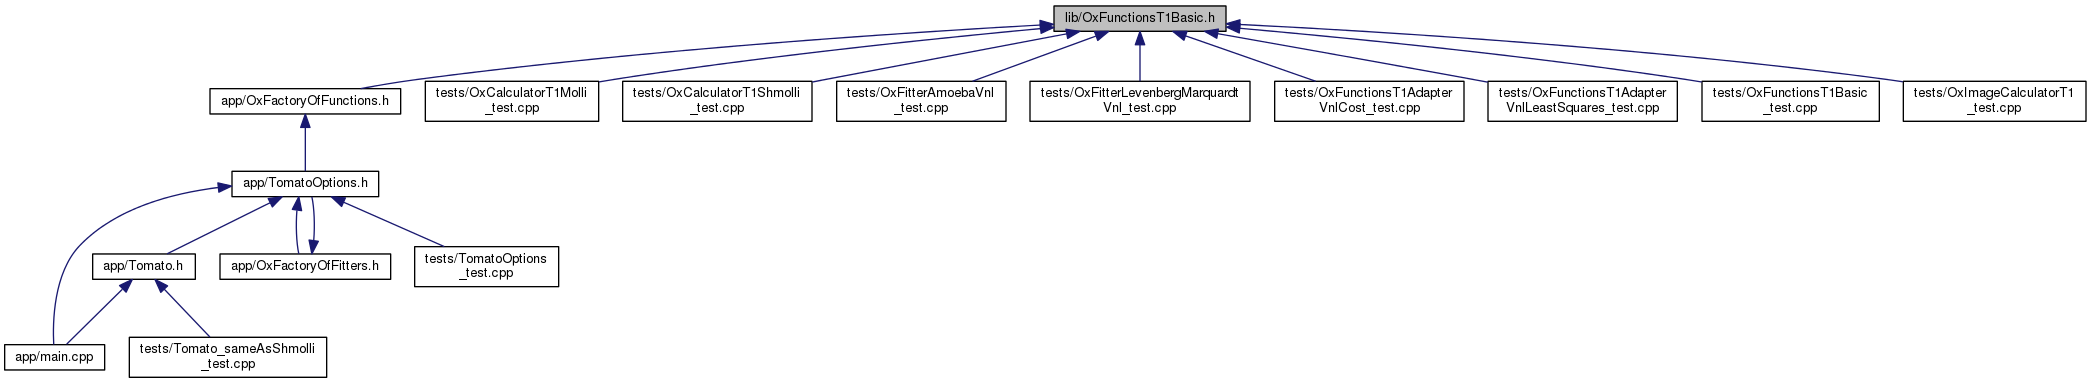 lib/OxFunctionsT1Basic.h
app/OxFactoryOfFunctions.h
tests/OxCalculatorT1Molli
_test.cpp
tests/OxCalculatorT1Shmolli
_test.cpp
tests/OxFitterAmoebaVnl
_test.cpp
tests/OxFitterLevenbergMarquardt
Vnl_test.cpp
tests/OxFunctionsT1Adapter
VnlCost_test.cpp
tests/OxFunctionsT1Adapter
VnlLeastSquares_test.cpp
tests/OxFunctionsT1Basic
_test.cpp
tests/OxImageCalculatorT1
_test.cpp
app/TomatoOptions.h
app/Tomato.h
app/OxFactoryOfFitters.h
tests/TomatoOptions
_test.cpp
app/main.cpp
tests/Tomato_sameAsShmolli
_test.cpp